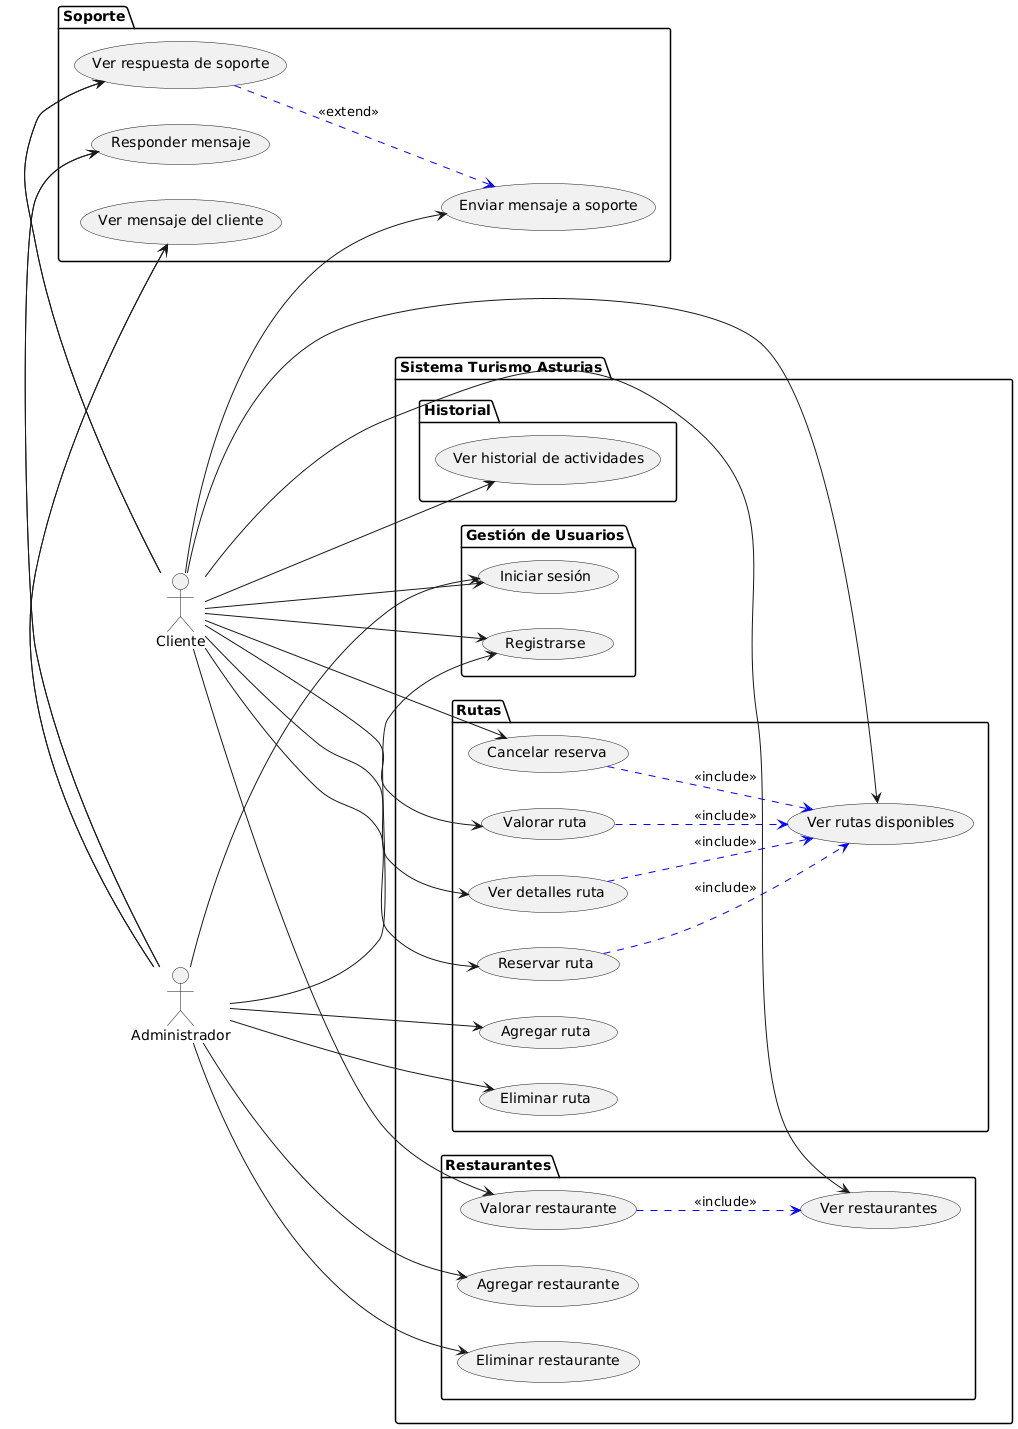 Soporte
Ver respuesta de soporte
«extend»
Responder mensaje
Ver mensaje del cliente
Enviar mensaje a soporte
Sistema Turismo Asturias
Historial
Ver historial de actividades
Gestión de Usuarios
Iniciar sesión
Registrarse
Cliente
Rutas
Cancelar reserva
«include»
Valorar ruta
«include»
Ver rutas disponibles
«include»
Ver detalles ruta
«include»
Reservar ruta
Agregar ruta
Administrador
Eliminar ruta
Restaurantes
Valorar restaurante
«include»
Ver restaurantes
Agregar restaurante
Eliminar restaurante